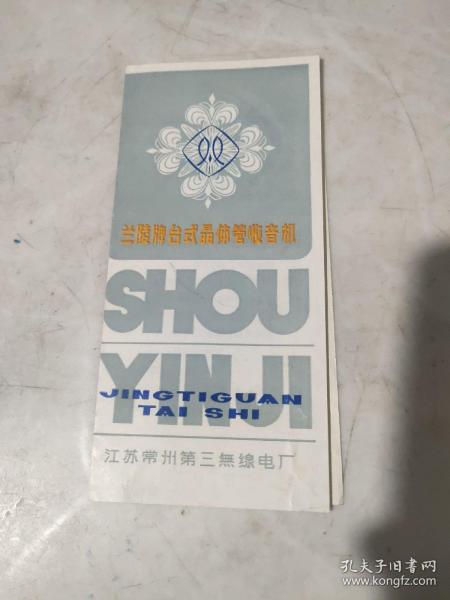 兰陵牌台式晶体管收音机
SHOU
YINJI
JINGTIGUAN
TAI SHI
江苏常州第三無線电厂
孔夫子旧书网
www.kongfz.com